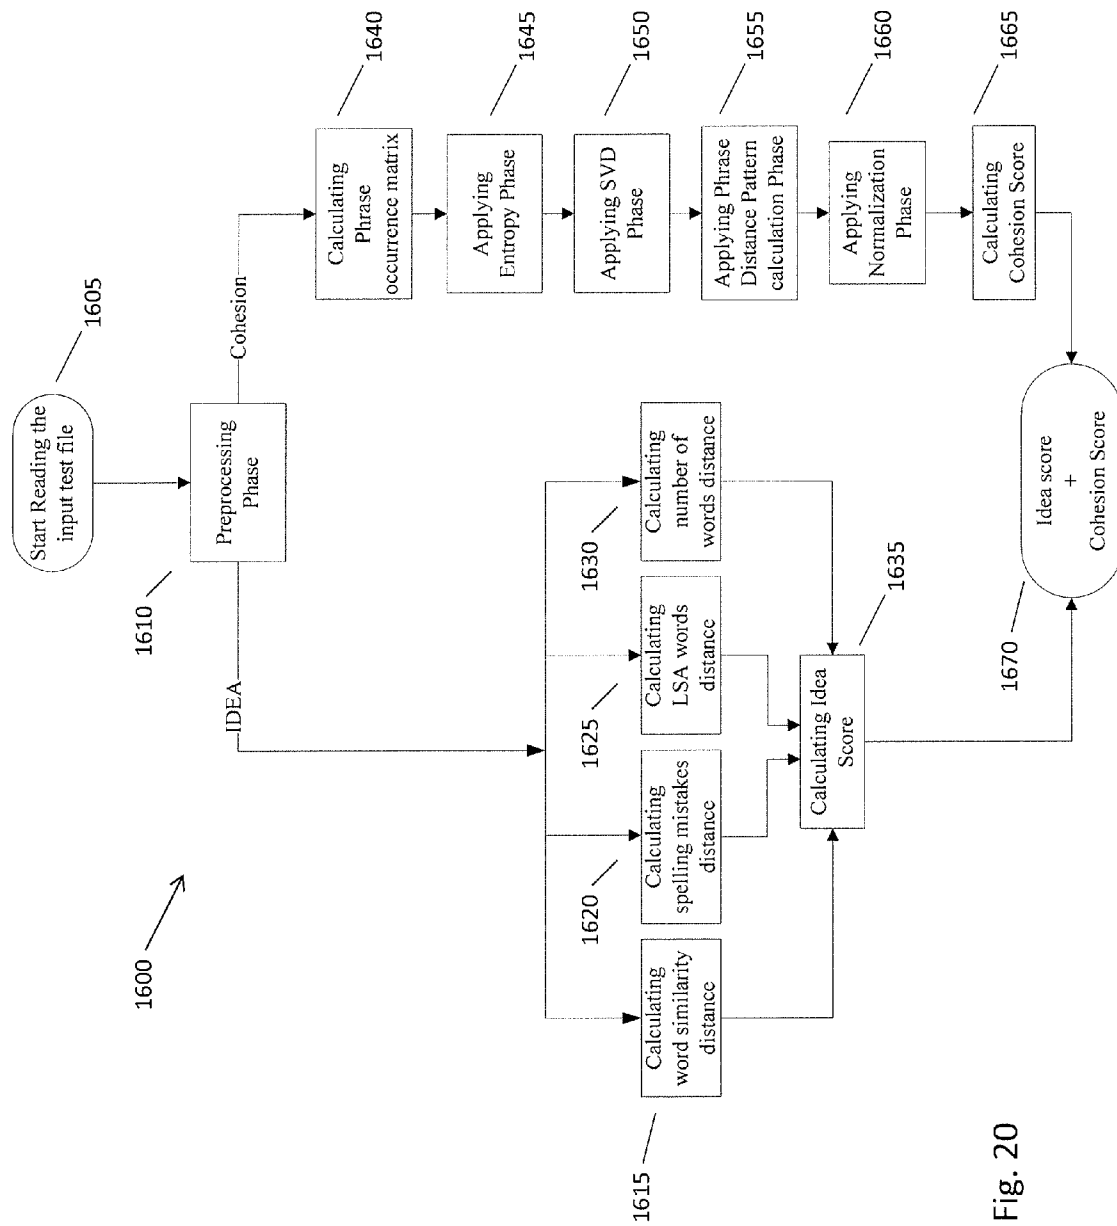 1600
Start Reading the
input test file
1605
Preprocessing
Phase
1610
IDEA
Cohesion
Calculating
word similarity
distance
1615
Calculating
spelling mistakes
distance
1620
Calculating
LSA words
distance
1625
Calculating
number of
words distance
1630
Calculating Idea
Score
1635
Calculating
Phrase
occurrence matrix
1640
Applying
Entropy Phase
1645
Applying SVD
Phase
1650
Applying Phrase
Distance Pattern
calculation Phase
1655
Applying
Normalization
Phase
1660
Calculating
Cohesion Score
1665
Idea score
+
Cohesion Score
1670
Fig. 20